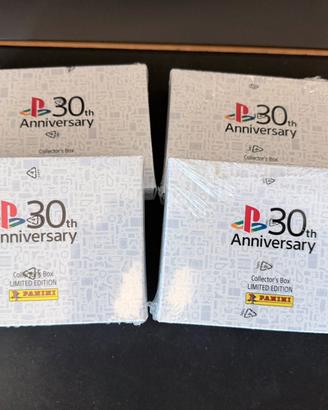 30th
Anniversary
Collector's Box
30th
Anniversary
Collector's Box
30th
nniversary
Collector's Box
LIMITED EDITION
PANINI
30th
Anniversary
Collector's Box
LIMITED EDITION
PANINI